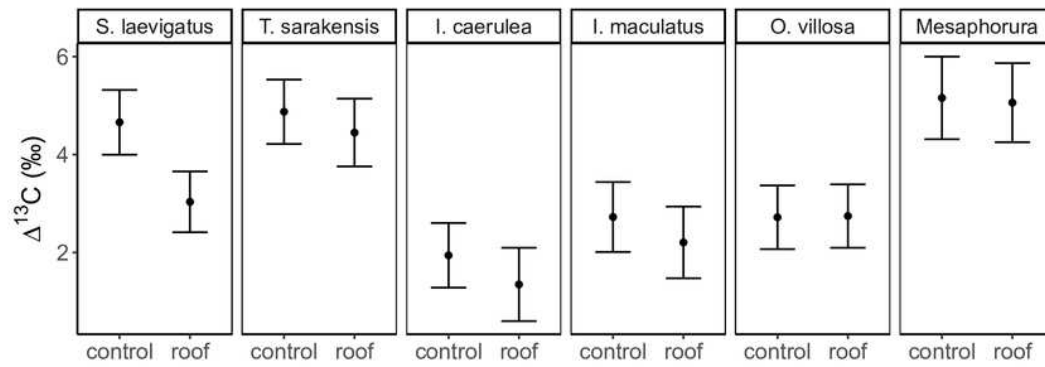 S. laevigatus T. sarakensis I. caerulea I. maculatus O. villosa Mesaphorura
6
4
2
Δ¹³C (‰)
control roof control roof control roof control roof control roof control roof